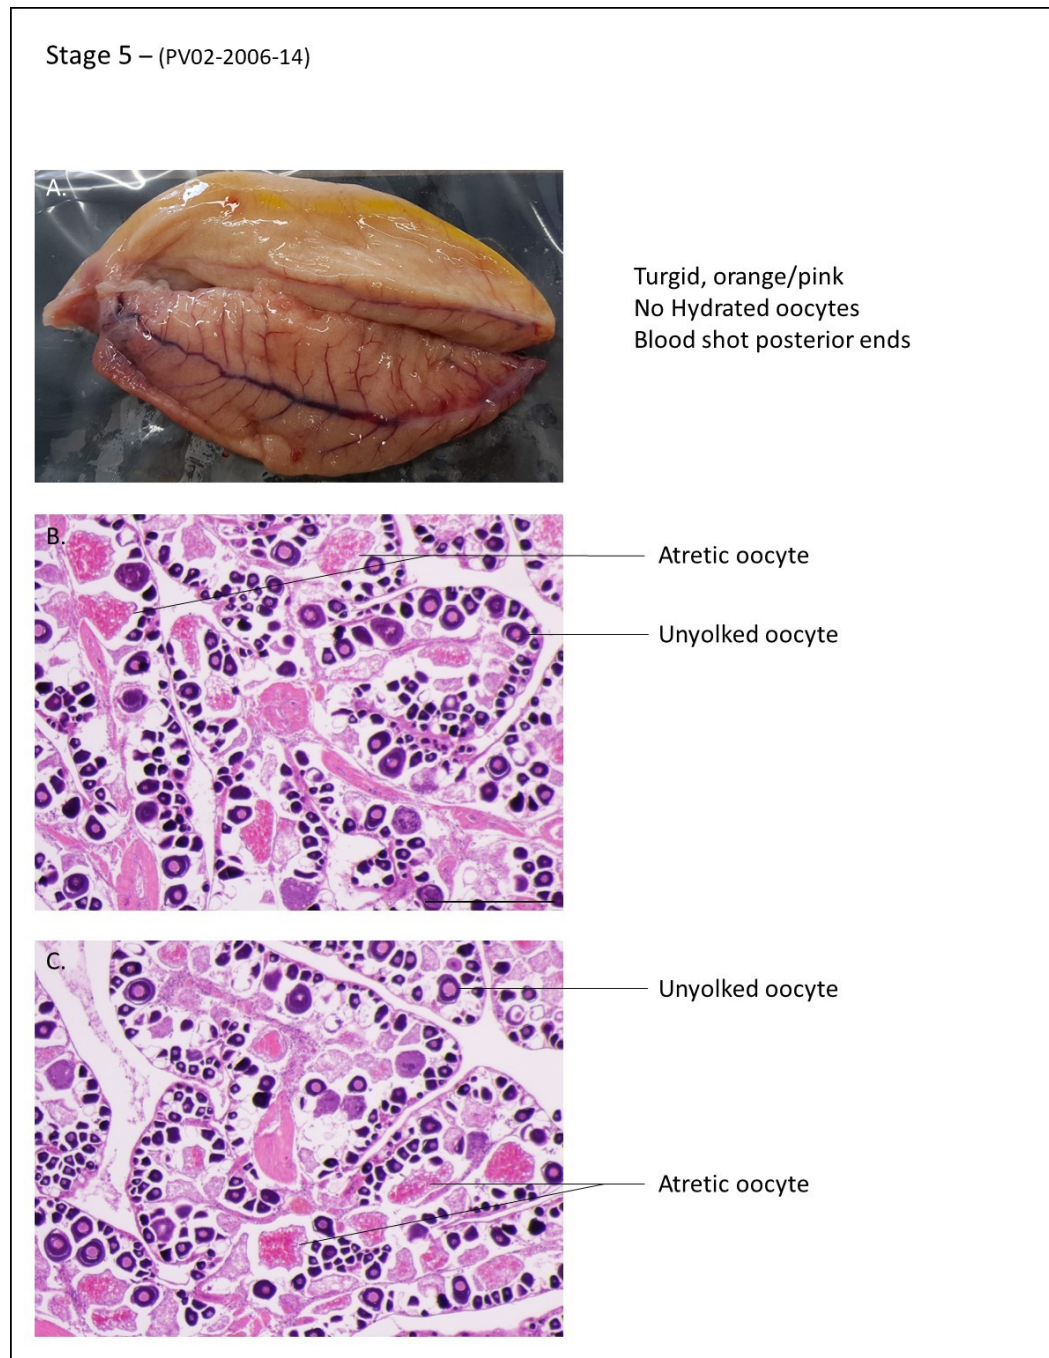 Stage 5 – (PV02-2006-14)
A.
Turgid, orange/pink
No Hydrated oocytes
Blood shot posterior ends
B.
Atretic oocyte
Unyolked oocyte
C.
Unyolked oocyte
Atretic oocyte